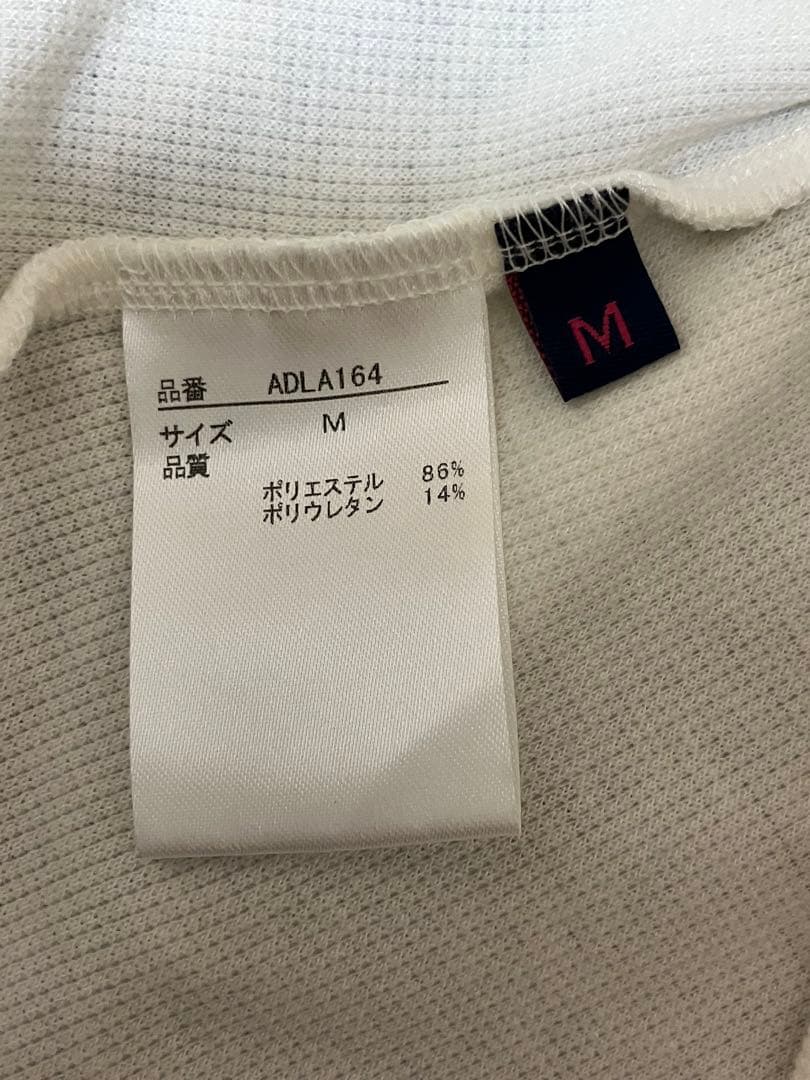 品番 ADLA164
サイズ M
品質
ポリエステル 86%
ポリウレタン 14%
M